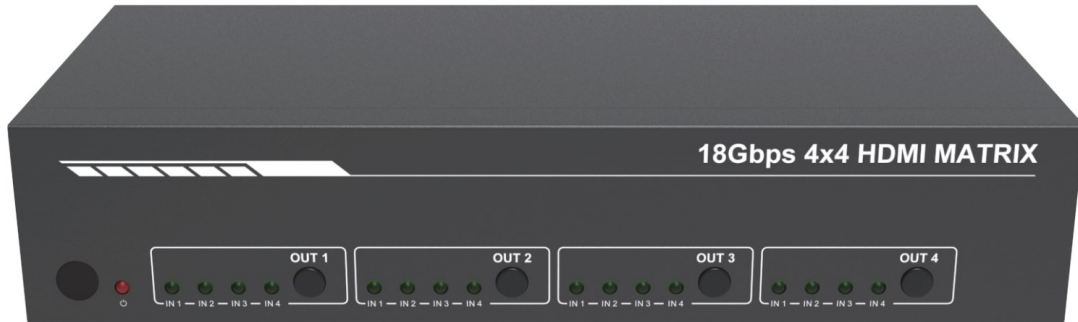 18Gbps 4x4 HDMI MATRIX
OUT 1
IN 1 IN 2 IN 3 IN 4
OUT 2
IN 1 IN 2 IN 3 IN 4
OUT 3
IN 1 IN 2 IN 3 IN 4
OUT 4
IN 1 IN 2 IN 3 IN 4